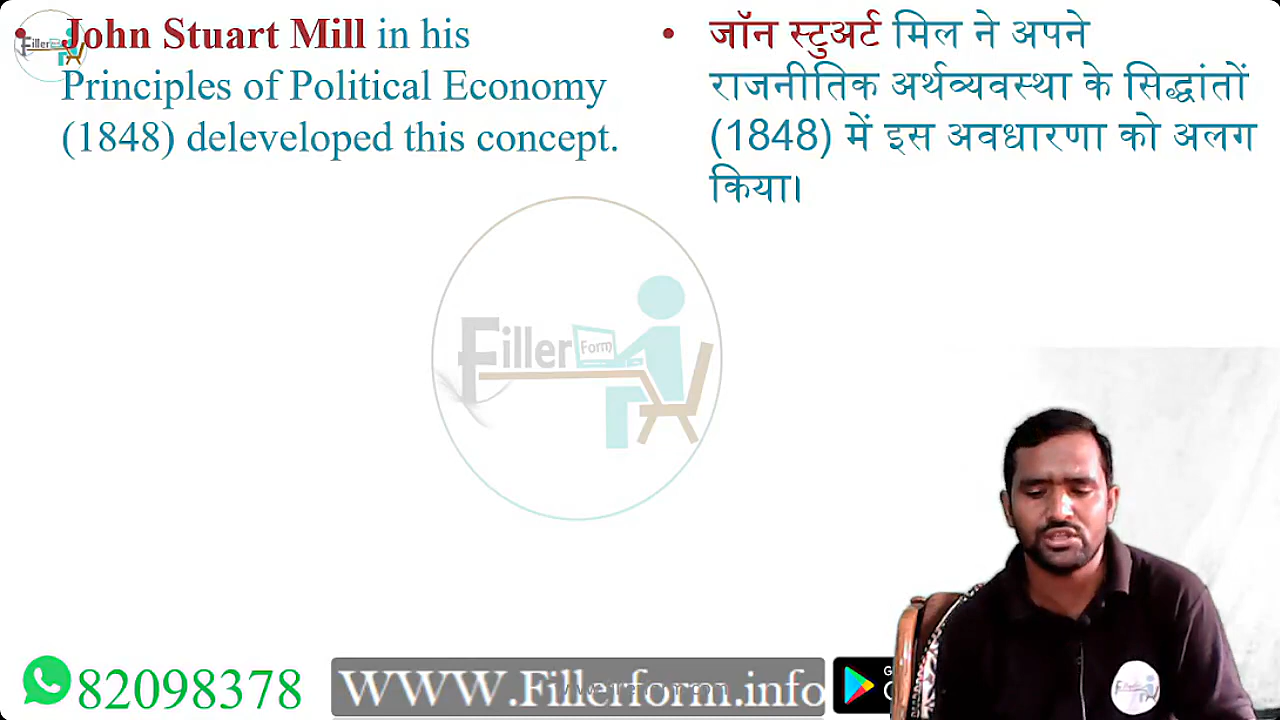 John Stuart Mill in his
Principles of Political Economy
(1848) deleveloped this concept.
जॉन स्टुअर्ट मिल ने अपने
राजनीतिक अर्थव्यवस्था के सिद्धांतों
(1848) में इस अवधारणा को अलग
किया।
Filler Form
82098378
WWW.Fillerform.info